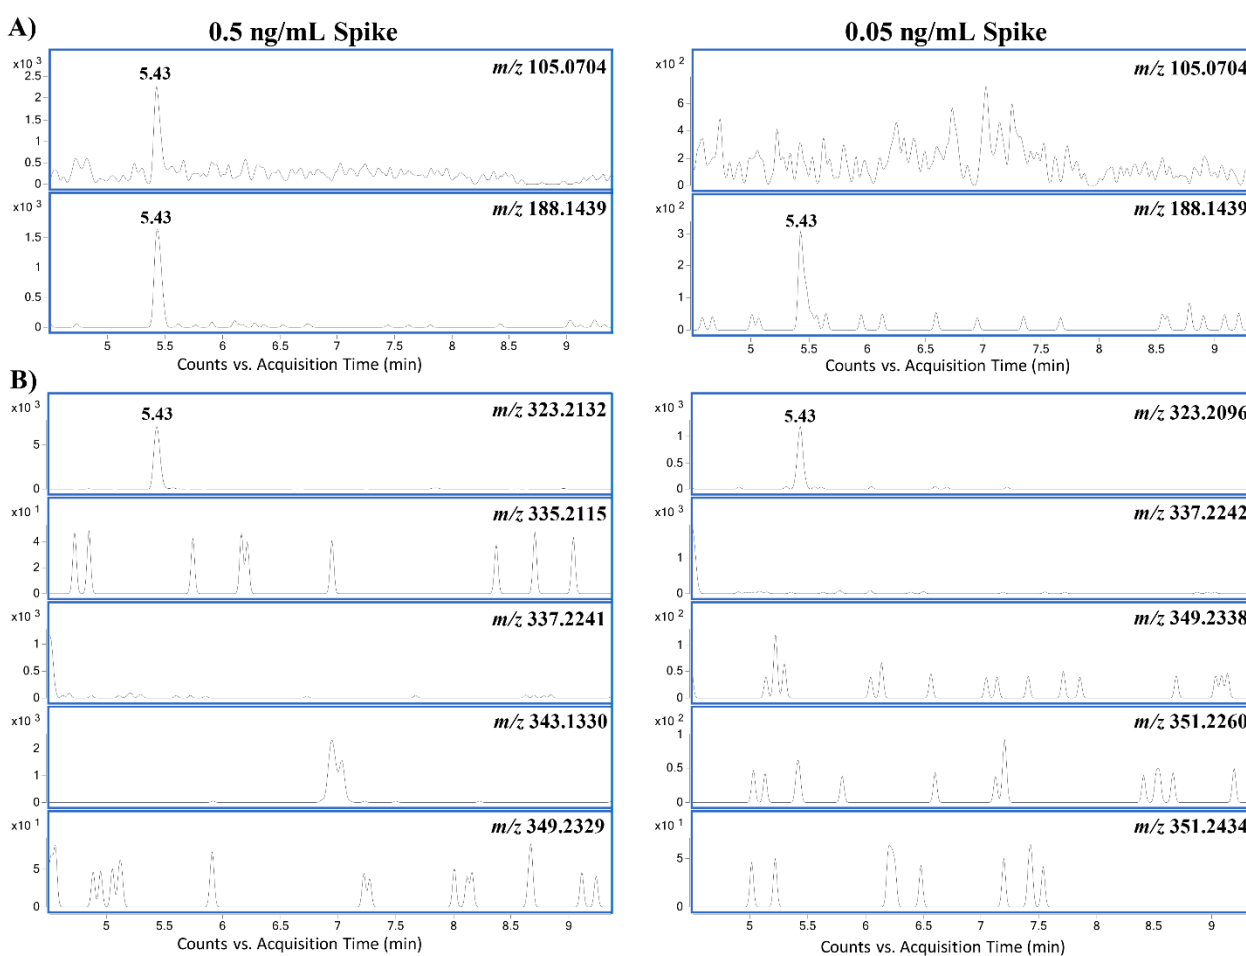 A)
0.5 ng/mL Spike
0.05 ng/mL Spike
x10 3
2.5
2
1.5
1
0.5
0
5.43
m/z 105.0704
x10 2
6
4
2
0
m/z 105.0704
x10 3
1.5
1
0.5
0
5.43
m/z 188.1439
5 5.5 6 6.5 7 7.5 8 8.5 9
Counts vs. Acquisition Time (min)
x10 2
3
2
1
0
5.43
m/z 188.1439
5 5.5 6 6.5 7 7.5 8 8.5 9
Counts vs. Acquisition Time (min)
B)
x10 3
5
0
5.43
m/z 323.2132
x10 1
4
2
0
m/z 335.2115
x10 3
1
0.5
0
m/z 337.2241
x10 3
2
1
0
m/z 343.1330
x10 1
5
0
m/z 349.2329
5 5.5 6 6.5 7 7.5 8 8.5 9
Counts vs. Acquisition Time (min)
x10 3
1
0.5
0
5.43
m/z 323.2096
x10 3
1
0
m/z 337.2242
x10 2
1
0.5
0
m/z 349.2338
x10 2
1
0.5
0
m/z 351.2260
x10 1
5
0
m/z 351.2434
5 5.5 6 6.5 7 7.5 8 8.5 9
Counts vs. Acquisition Time (min)